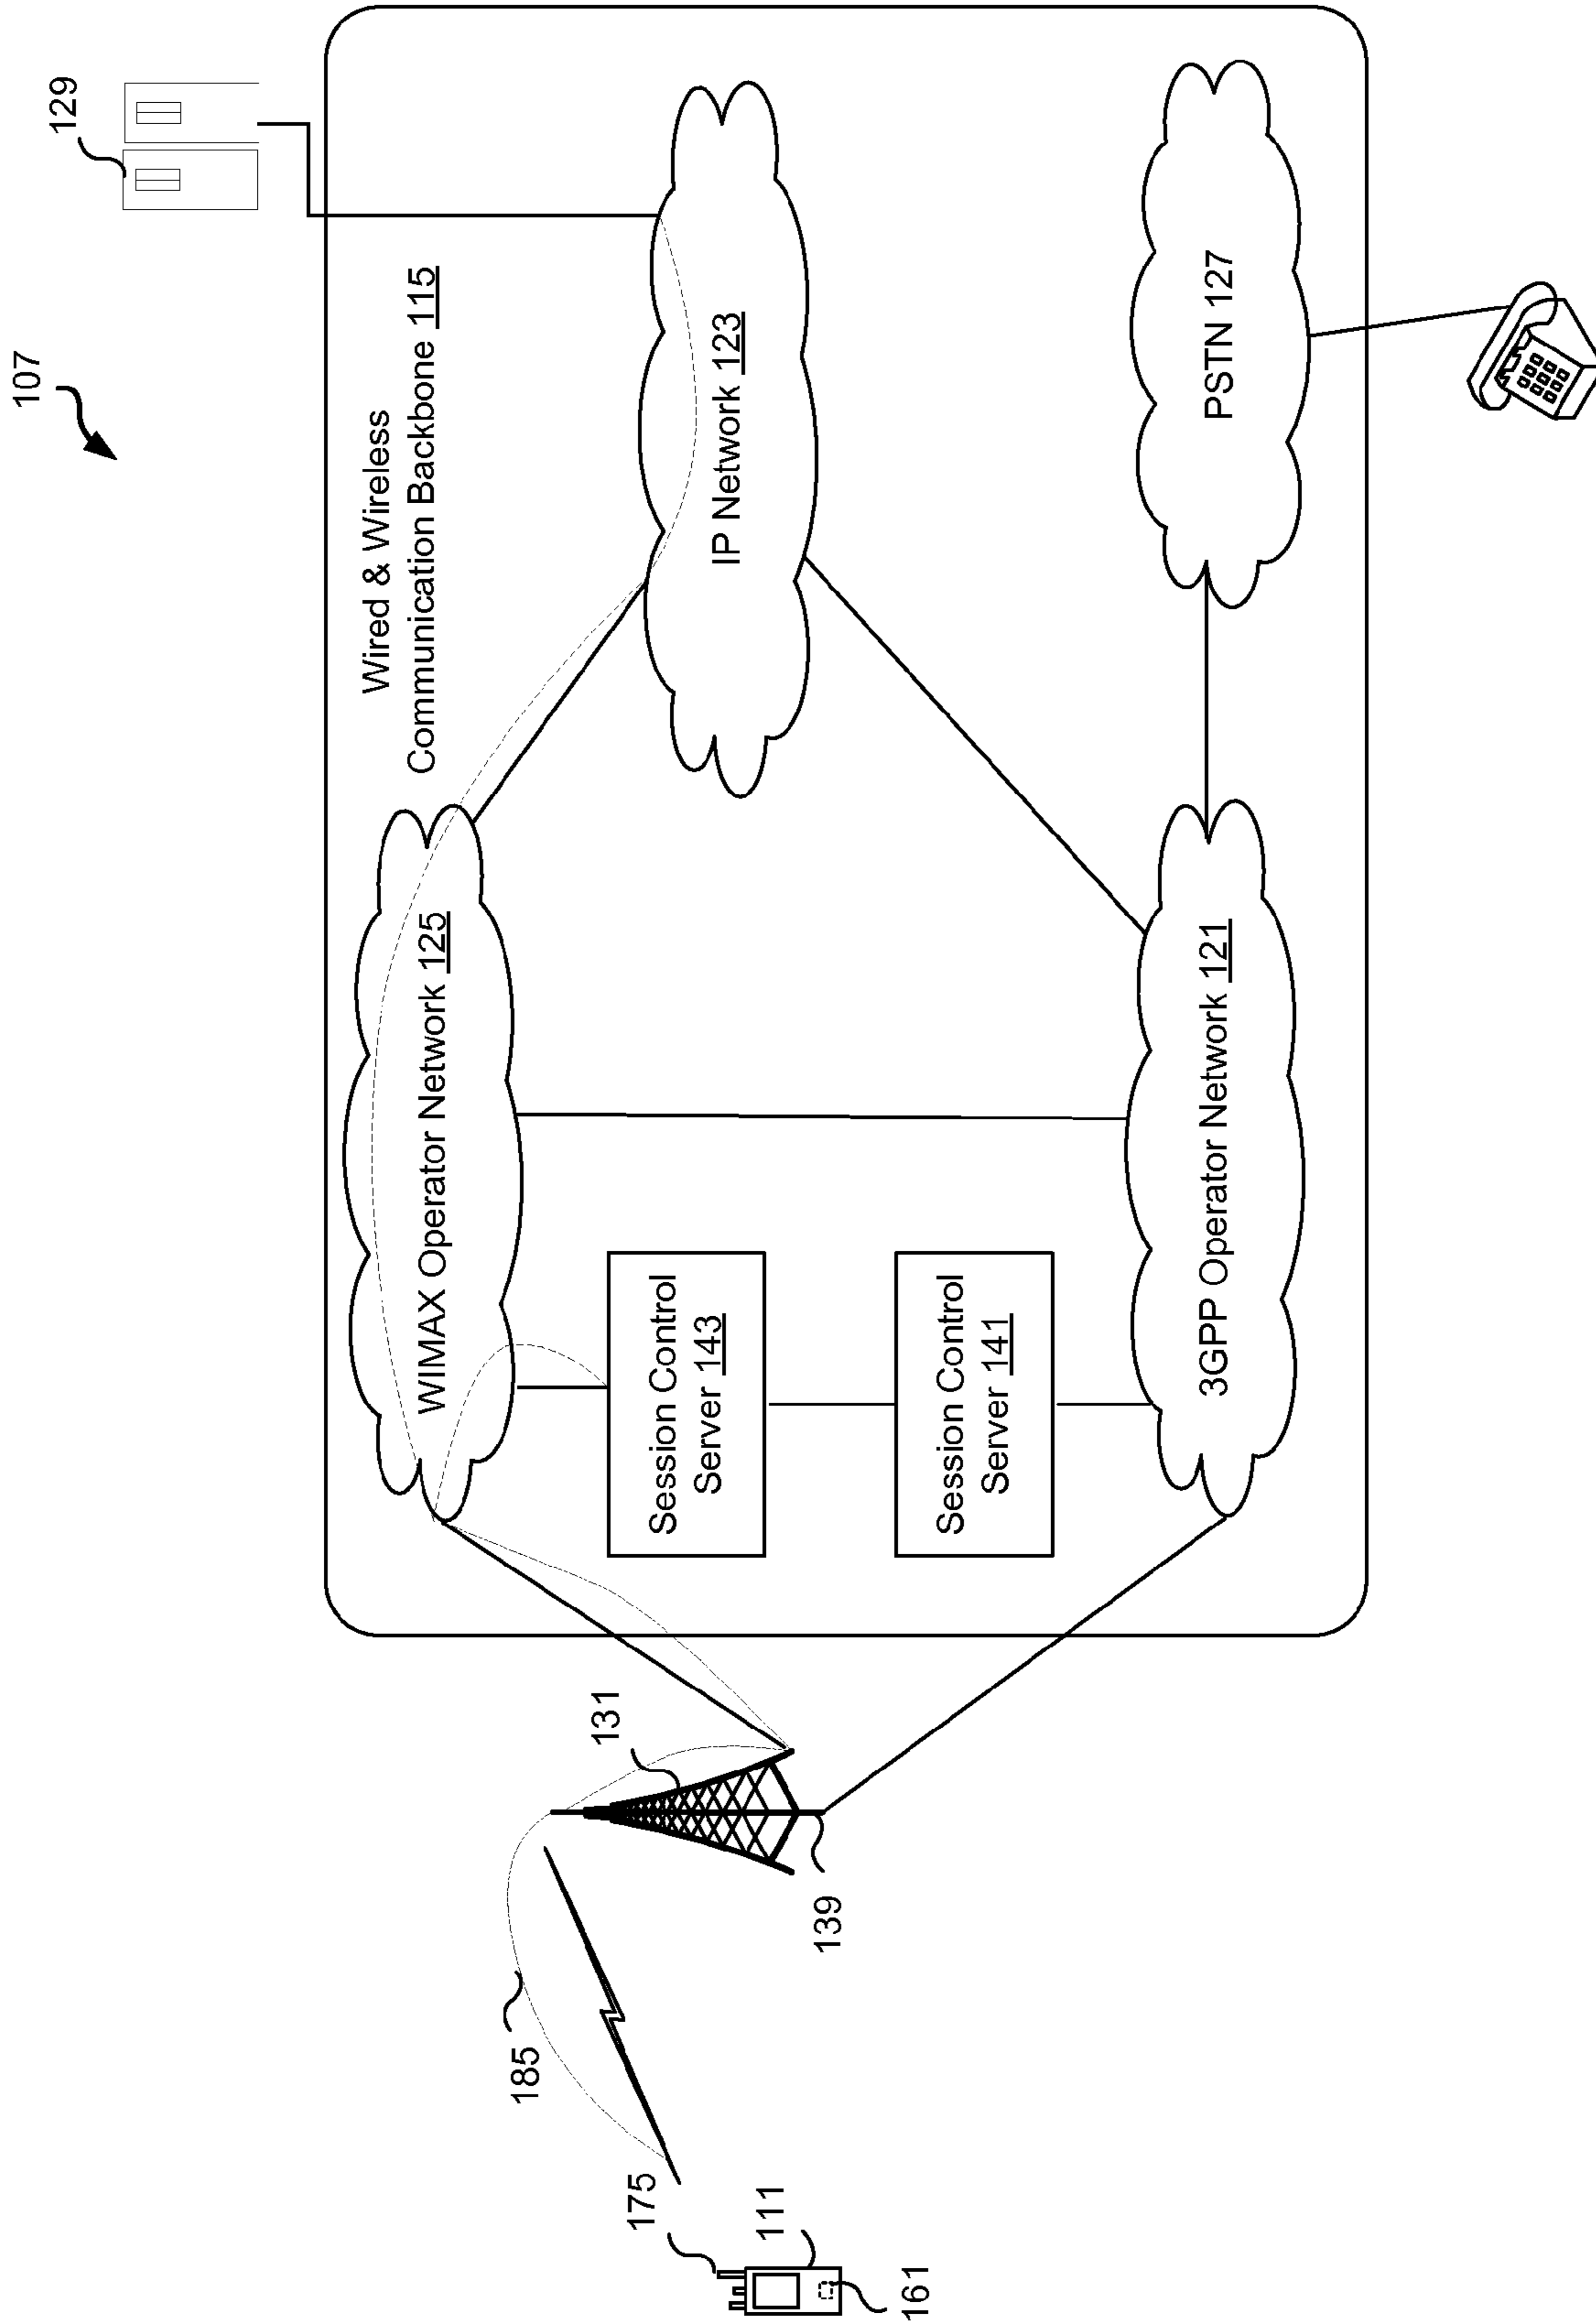 107
129
Wired & Wireless
Communication Backbone 115
WIMAX Operator Network 125
IP Network 123
185
131
175
Session Control
Server 143
111
139
161
Session Control
Server 141
3GPP Operator Network 121
PSTN 127